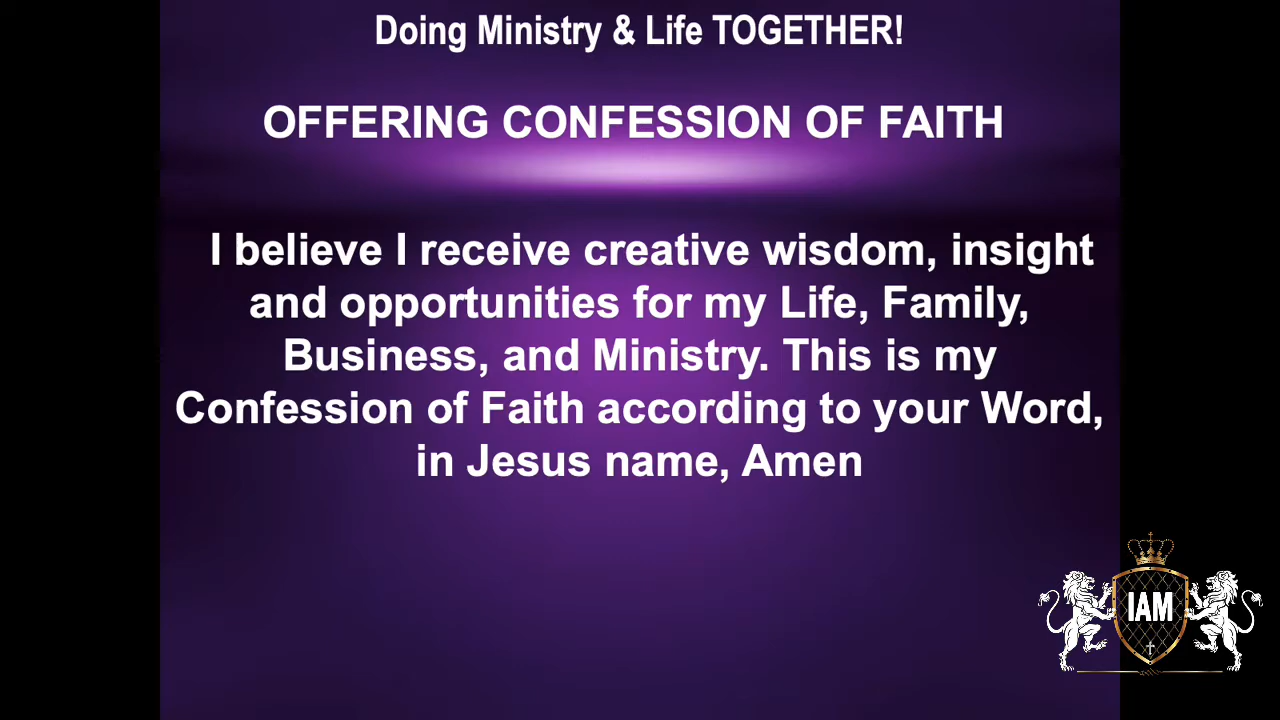 Doing Ministry & Life TOGETHER!
OFFERING CONFESSION OF FAITH
I believe I receive creative wisdom, insight
and opportunities for my Life, Family,
Business, and Ministry. This is my
Confession of Faith according to your Word,
in Jesus name, Amen
IAM